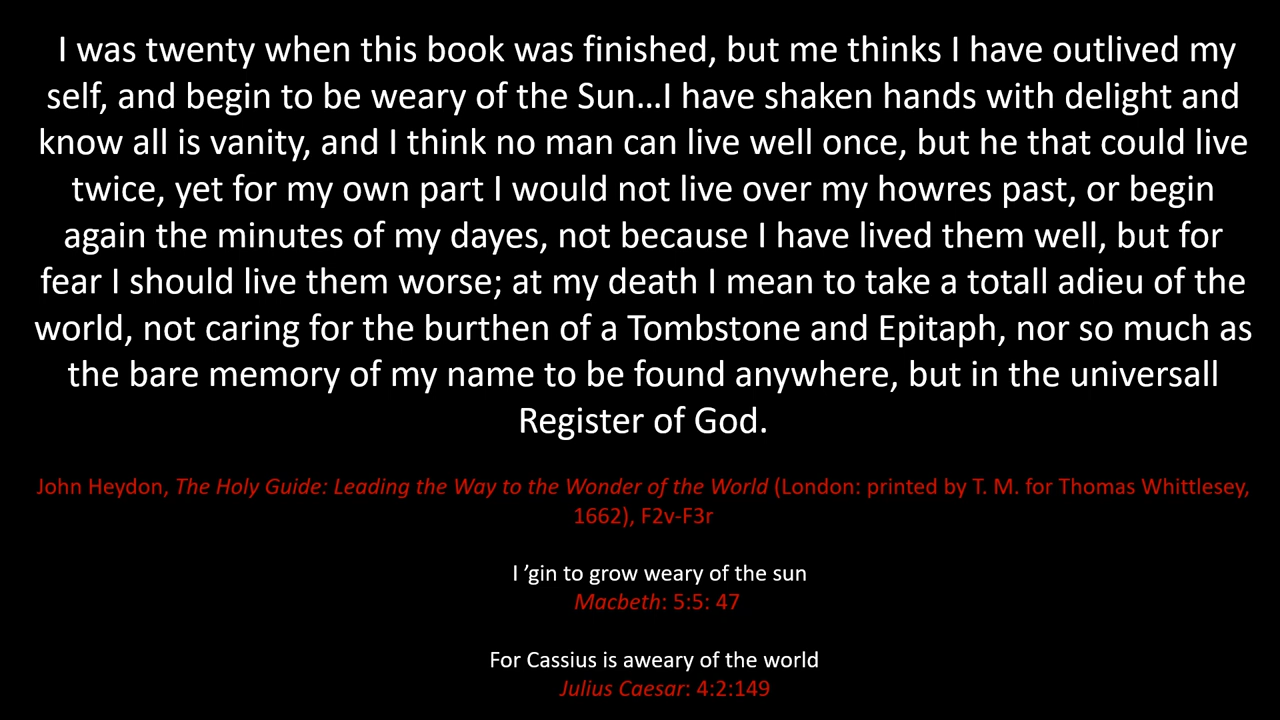 I was twenty when this book was finished, but me thinks I have outlived my
self, and begin to be weary of the Sun…I have shaken hands with delight and
know all is vanity, and I think no man can live well once, but he that could live
twice, yet for my own part I would not live over my howres past, or begin
again the minutes of my dayes, not because I have lived them well, but for
fear I should live them worse; at my death I mean to take a totall adieu of the
world, not caring for the burthen of a Tombstone and Epitaph, nor so much as
the bare memory of my name to be found anywhere, but in the universall
Register of God.
John Heydon, The Holy Guide: Leading the Way to the Wonder of the World (London: printed by T. M. for Thomas Whittlesey,
1662), F2v-F3r
I ’gin to grow weary of the sun
Macbeth: 5:5: 47
For Cassius is aweary of the world
Julius Caesar: 4:2:149